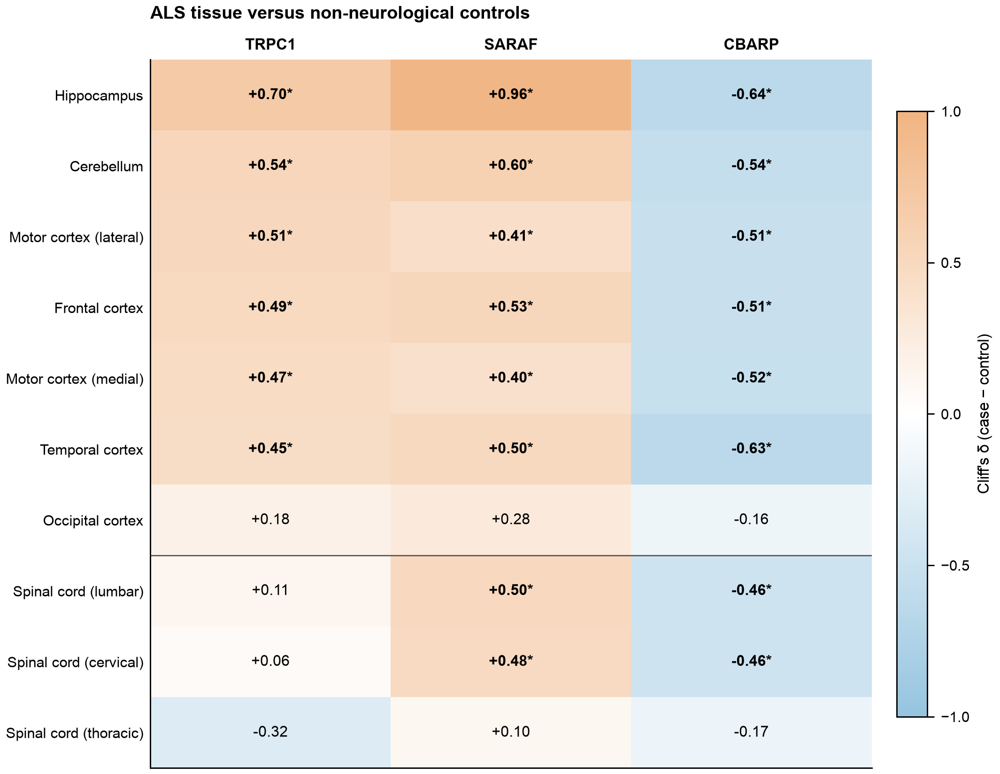 ALS tissue versus non-neurological controls
TRPC1 SARAF CBARP
Hippocampus +0.70* +0.96* -0.64*
Cerebellum +0.54* +0.60* -0.54*
Motor cortex (lateral) +0.51* +0.41* -0.51*
Frontal cortex +0.49* +0.53* -0.51*
Motor cortex (medial) +0.47* +0.40* -0.52*
Temporal cortex +0.45* +0.50* -0.63*
Occipital cortex +0.18 +0.28 -0.16
Spinal cord (lumbar) +0.11 +0.50* -0.46*
Spinal cord (cervical) +0.06 +0.48* -0.46*
Spinal cord (thoracic) -0.32 +0.10 -0.17
1.0
0.5
0.0
−0.5
−1.0
Cliff's δ (case − control)